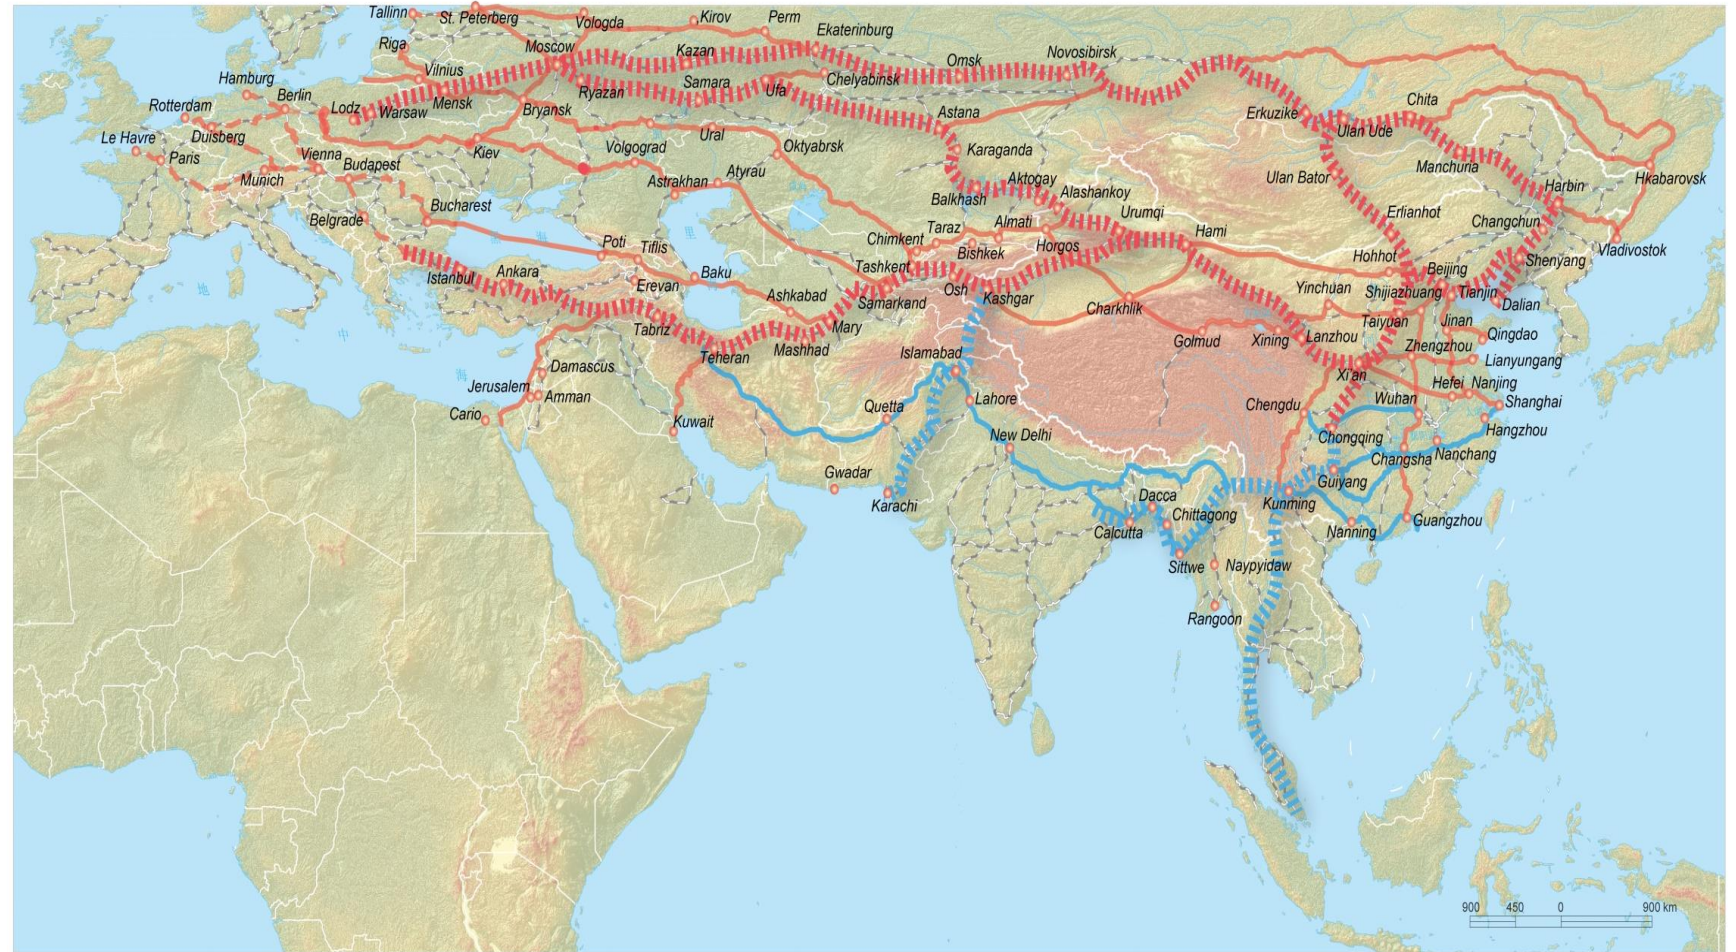 Tallinn
St. Peterberg
Vologda
Kirov
Perm
Ekaterinburg
Riga
Moscow
Kazan
Omsk
Novosibirsk
Hamburg
Vilnius
Samara
Chelyabinsk
Berlin
Mensk
Ryazan
Ufa
Rotterdam
Lodz
Warsaw
Bryansk
Astana
Erkuzike
Chita
Le Havre
Duisberg
Ural
Ulan Ude
Paris
Vienna
Budapest
Kiev
Volgograd
Oktyabrsk
Karaganda
Manchuria
Munich
Astrakhan
Atyrau
Aktogay
Alashankoy
Ulan Bator
Harbin
Hkabarovsk
Balkhash
Belgrade
Bucharest
Taraz
Almati
Urumqi
Erlianhot
Changchun
Poti
Tiflis
Chimkent
Bishkek
Horgos
Hami
Vladivostok
Istanbul
Ankara
Baku
Tashkent
Hohhot
Beijing
Shenyang
Erevan
Ashkabad
Samarkand
Osh
Kashgar
Charkhlik
Yinchuan
Shijiazhuang
Tianjin
Dalian
地
里
海
海
中
海
Tabriz
Mary
Taiyuan
Jinan
Teheran
Mashhad
Islamabad
Golmud
Xining
Lanzhou
Zhengzhou
Qingdao
Damascus
Xi'an
Lianyungang
Jerusalem
Amman
Hefei
Nanjing
Cario
Kuwait
Quetta
Lahore
Chengdu
Wuhan
Shanghai
New Delhi
Chongqing
Hangzhou
Gwadar
Changsha
Nanchang
Karachi
Guiyang
Dacca
Kunming
Calcutta
Chittagong
Nanning
Guangzhou
Sittwe
Naypyidaw
Rangoon
900 450 0 900 km